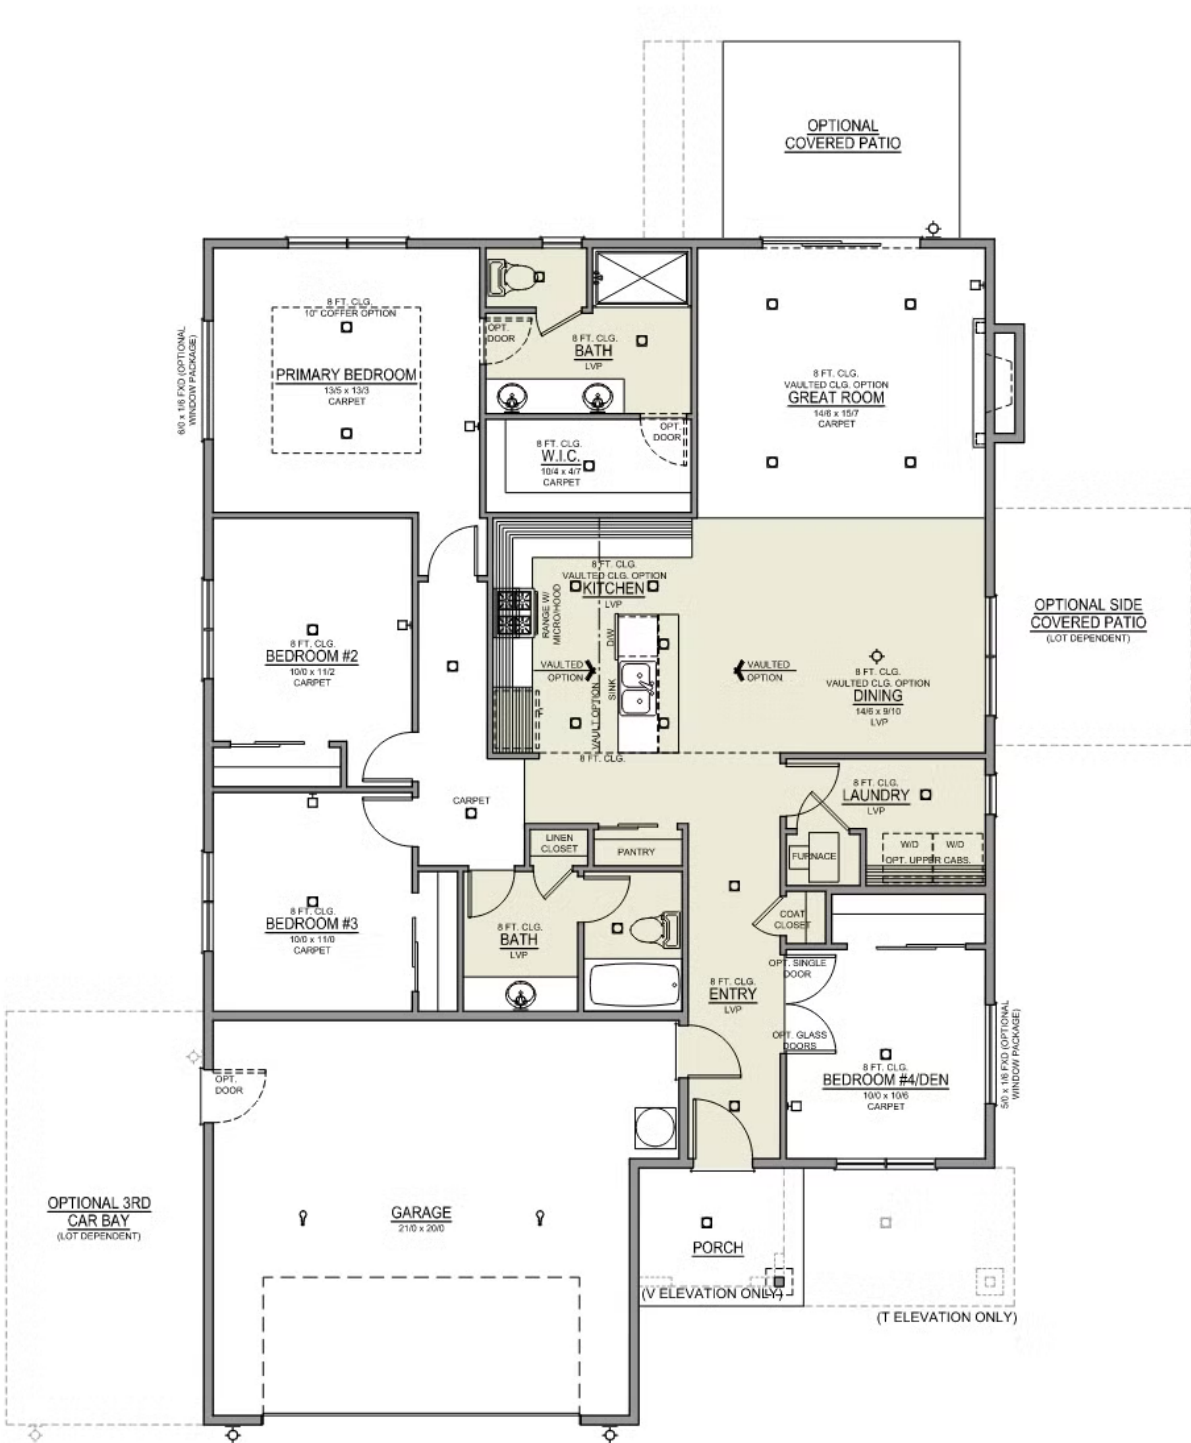 OPTIONAL
COVERED PATIO
8 FT. CLG.
10" COFFER OPTION
PRIMARY BEDROOM
13/5 x 13/3
CARPET
6/0 x 1/6 FXD (OPTIONAL
WINDOW PACKAGE)
OPT.
DOOR
8 FT. CLG.
BATH
LVP
OPT.
DOOR
8 FT. CLG.
W.I.C.
10/4 x 4/7
CARPET
8 FT. CLG.
VAULTED CLG. OPTION
GREAT ROOM
14/6 x 15/7
CARPET
8 FT. CLG.
VAULTED CLG. OPTION
KITCHEN
LVP
RANGE W/
MICRO/HOOD
D/W
SINK
VAULTED
OPTION
VAULT OPTION
VAULTED
OPTION
8 FT. CLG.
8 FT. CLG.
VAULTED CLG. OPTION
DINING
14/6 x 9/10
LVP
OPTIONAL SIDE
COVERED PATIO
(LOT DEPENDENT)
8 FT. CLG.
BEDROOM #2
10/0 x 11/2
CARPET
CARPET
8 FT. CLG.
LAUNDRY
LVP
W/D
W/D
OPT. UPPER CABS.
FURNACE
LINEN
CLOSET
PANTRY
8 FT. CLG.
BEDROOM #3
10/0 x 11/0
CARPET
8 FT. CLG.
BATH
LVP
COAT
CLOSET
8 FT. CLG.
ENTRY
LVP
OPT. SINGLE
DOOR
OPT. GLASS
DOORS
8 FT. CLG.
BEDROOM #4/DEN
10/0 x 10/6
CARPET
5/0 x 1/6 FXD (OPTIONAL
WINDOW PACKAGE)
OPT.
DOOR
OPTIONAL 3RD
CAR BAY
(LOT DEPENDENT)
GARAGE
21/0 x 20/0
PORCH
(V ELEVATION ONLY)
(T ELEVATION ONLY)